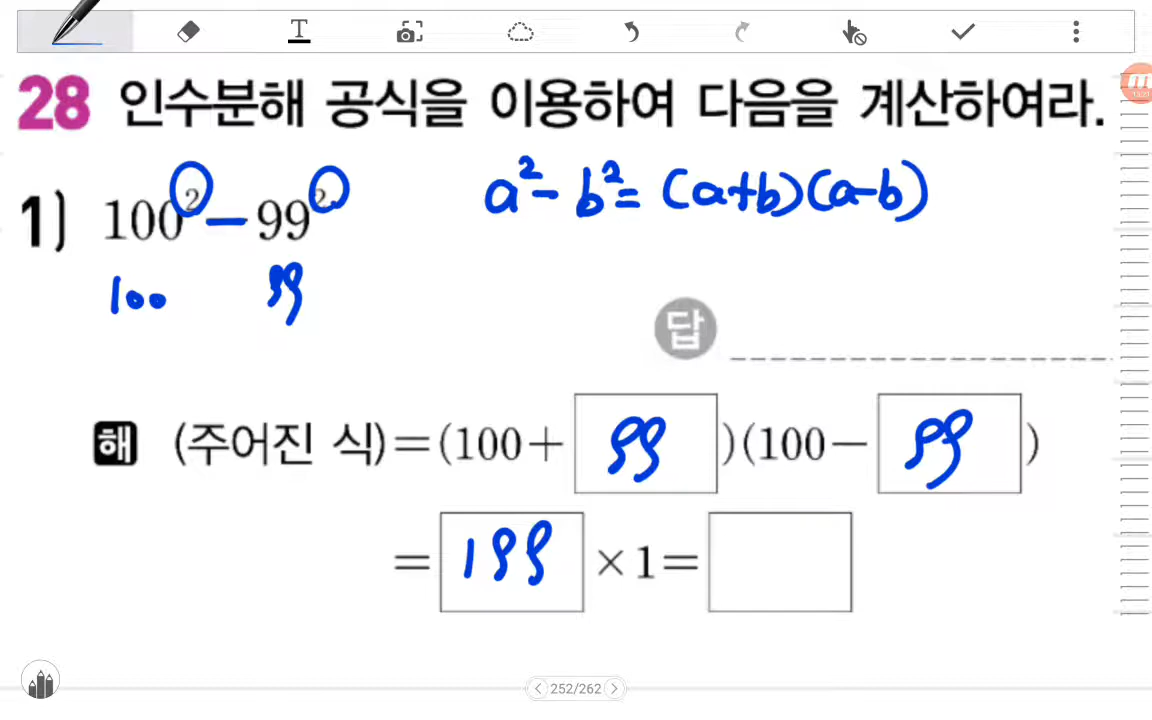 T
28 인수분해 공식을 이용하여 다음을 계산하여라.
1) 100² - 99² a² - b² = (a+b)(a-b)
100 99
답
해 (주어진 식)=(100+ 99 )(100- 99 )
= 199 ×1=
252/262